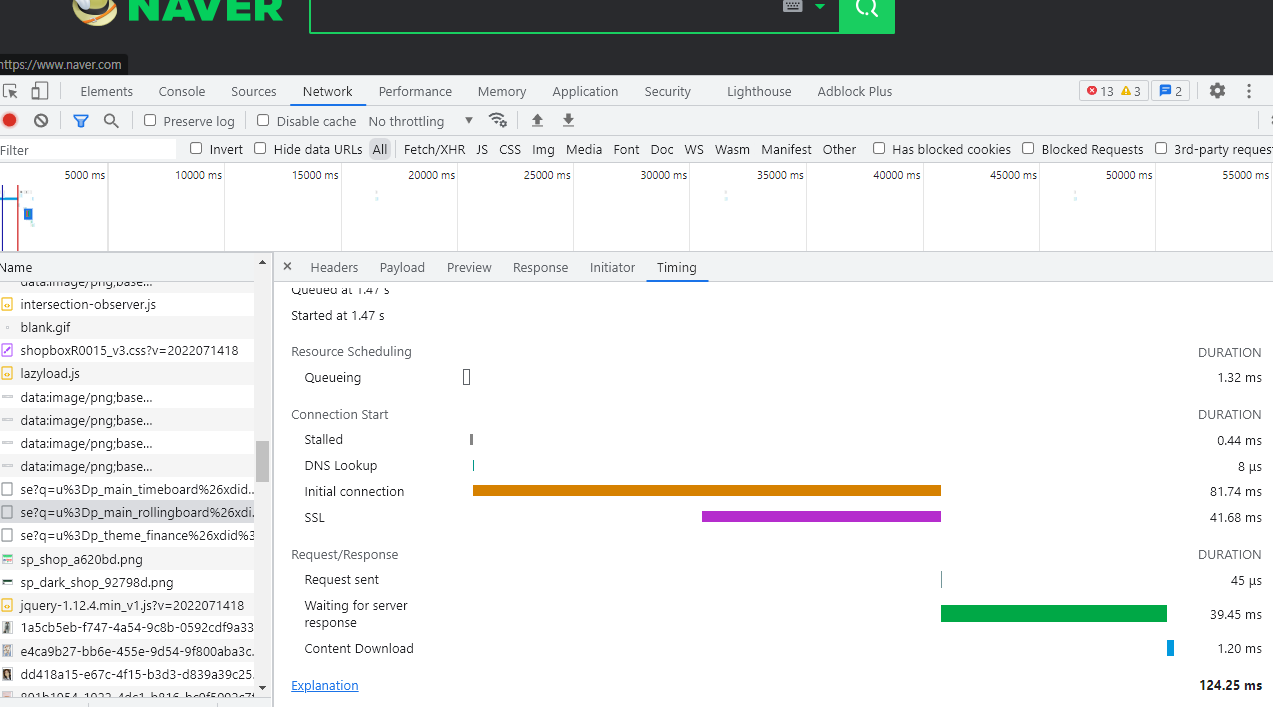 NAVER
https://www.naver.com
Elements Console Sources Network Performance Memory Application Security Lighthouse Adblock Plus 13 3 2
Preserve log Disable cache No throttling
Filter Invert Hide data URLs All Fetch/XHR JS CSS Img Media Font Doc WS Wasm Manifest Other Has blocked cookies Blocked Requests 3rd-party reques
5000 ms 10000 ms 15000 ms 20000 ms 25000 ms 30000 ms 35000 ms 40000 ms 45000 ms 50000 ms 55000 ms
Name
data:image/png;base...
intersection-observer.js
blank.gif
shopboxR0015_v3.css?v=2022071418
lazyload.js
data:image/png;base...
data:image/png;base...
data:image/png;base...
data:image/png;base...
se?q=u%3Dp_main_timeboard%26xdid...
se?q=u%3Dp_main_rollingboard%26xdi...
se?q=u%3Dp_theme_finance%26xdid%3
sp_shop_a620bd.png
sp_dark_shop_92798d.png
jquery-1.12.4.min_v1.js?v=2022071418
1a5cb5eb-f747-4a54-9c8b-0592cdf9a33
e4ca9b27-bb6e-455e-9d54-9f800aba3c.
dd418a15-e67c-4f15-b3d3-d839a39c25.
× Headers Payload Preview Response Initiator Timing
Queued at 1.47 s
Started at 1.47 s
Resource Scheduling DURATION
Queueing 1.32 ms
Connection Start DURATION
Stalled 0.44 ms
DNS Lookup 8 μs
Initial connection 81.74 ms
SSL 41.68 ms
Request/Response DURATION
Request sent 45 μs
Waiting for server
response 39.45 ms
Content Download 1.20 ms
Explanation 124.25 ms